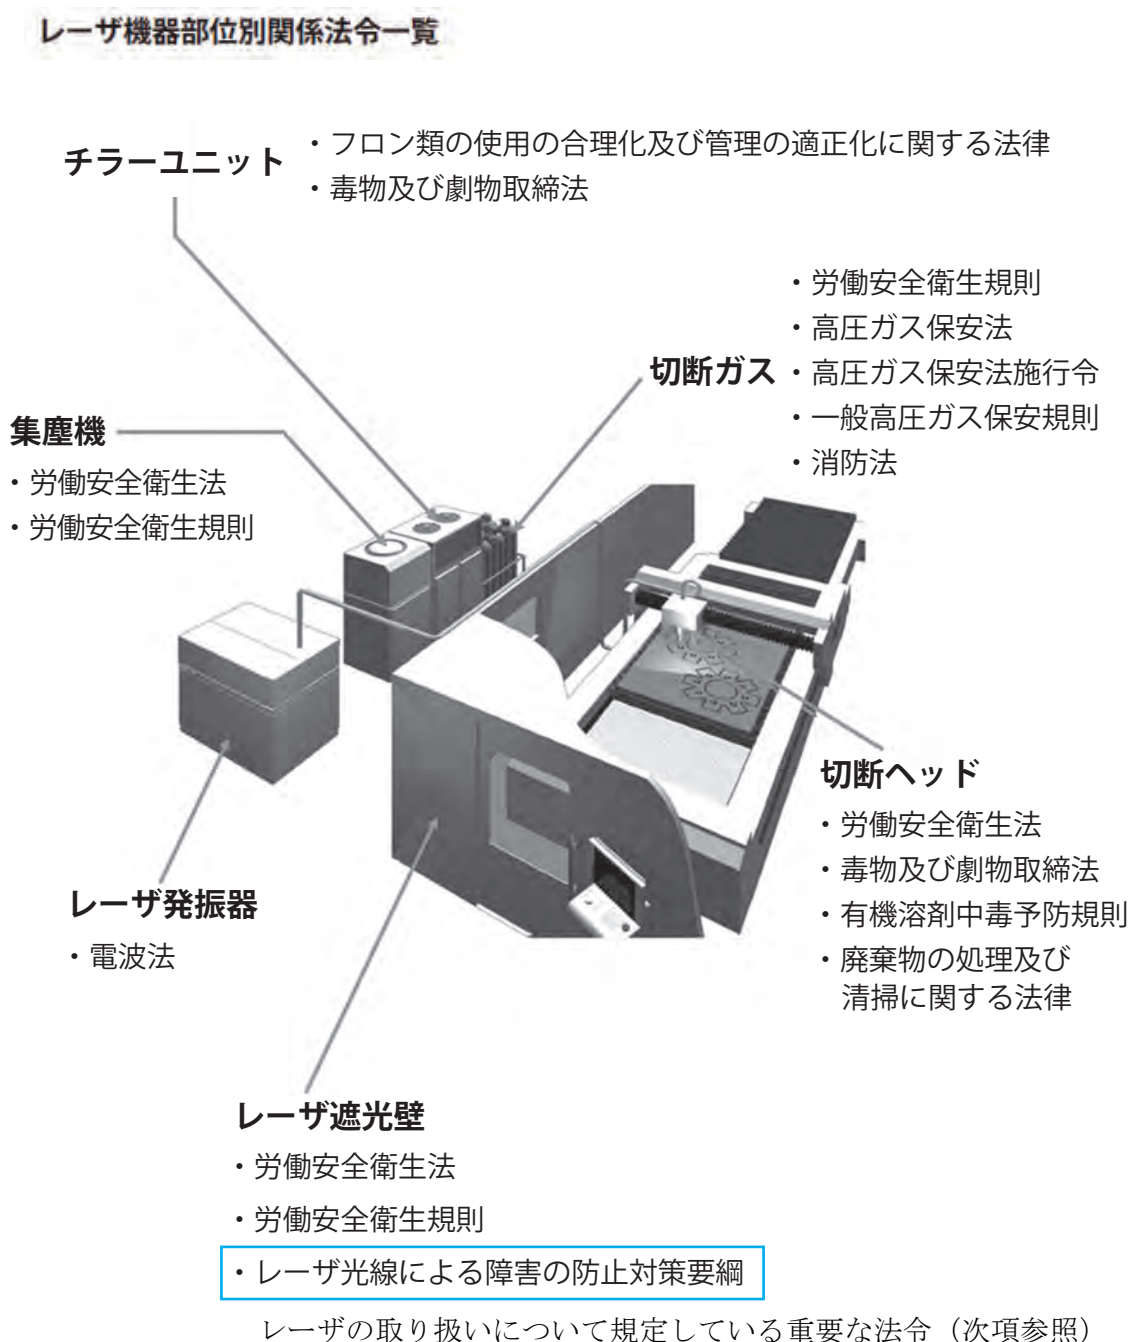 レーザ機器部位別関係法令一覧
チラーユニット
・フロン類の使用の合理化及び管理の適正化に関する法律
・毒物及び劇物取締法
切断ガス
・労働安全衛生規則
・高圧ガス保安法
・高圧ガス保安法施行令
・一般高圧ガス保安規則
・消防法
集塵機
・労働安全衛生法
・労働安全衛生規則
切断ヘッド
・労働安全衛生法
・毒物及び劇物取締法
・有機溶剤中毒予防規則
・廃棄物の処理及び
清掃に関する法律
レーザ発振器
・電波法
レーザ遮光壁
・労働安全衛生法
・労働安全衛生規則
・レーザ光線による障害の防止対策要綱
レーザの取り扱いについて規定している重要な法令（次項参照）